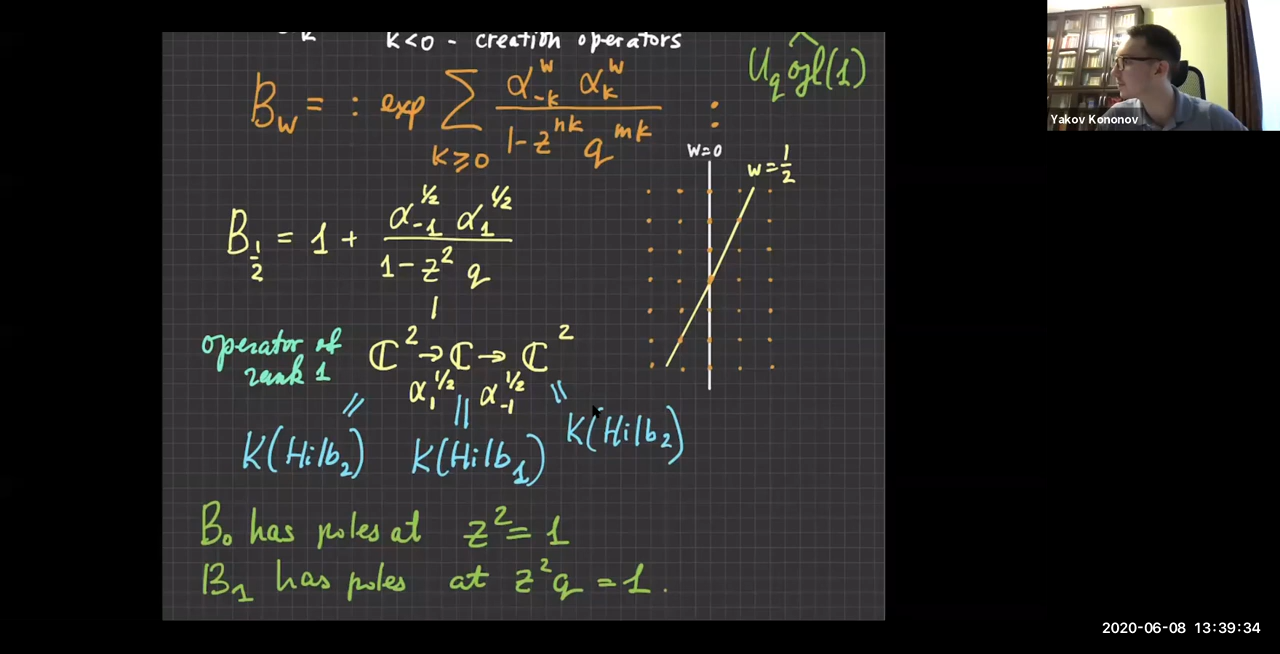 k
K<0 - creation operators
U_q gl(1)
B_w = : exp ∑_{K⩾0} α^w_{-k} α^w_k / (1-z^{nk} q^{mk}) :
w=0
w=1/2
B_{1/2} = 1 + α^{1/2}_{-1} α^{1/2}_1 / (1-z^2 q)
operator of
rank 1
ℂ^2 → ℂ → ℂ^2
α^{1/2}_1 α^{1/2}_{-1}
K(Hilb_2) K(Hilb_1) K(Hilb_2)
B_0 has poles at z^2=1
B_1 has poles at z^2q=1.
Yakov Kononov
2020-06-08 13:39:34